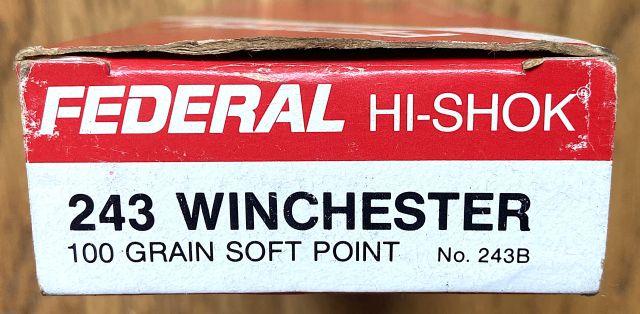 FEDERAL HI-SHOK®
243 WINCHESTER
100 GRAIN SOFT POINT No. 243B